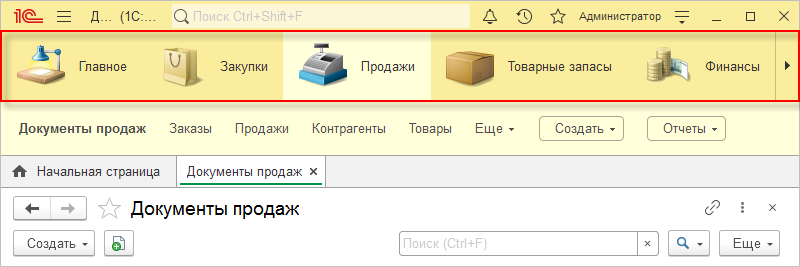 1С Д... (1С:... Поиск Ctrl+Shift+F Администратор
Главное Закупки Продажи Товарные запасы Финансы
Документы продаж Заказы Продажи Контрагенты Товары Еще Создать Отчеты
Начальная страница Документы продаж ×
Документы продаж
Создать Поиск (Ctrl+F) × Еще